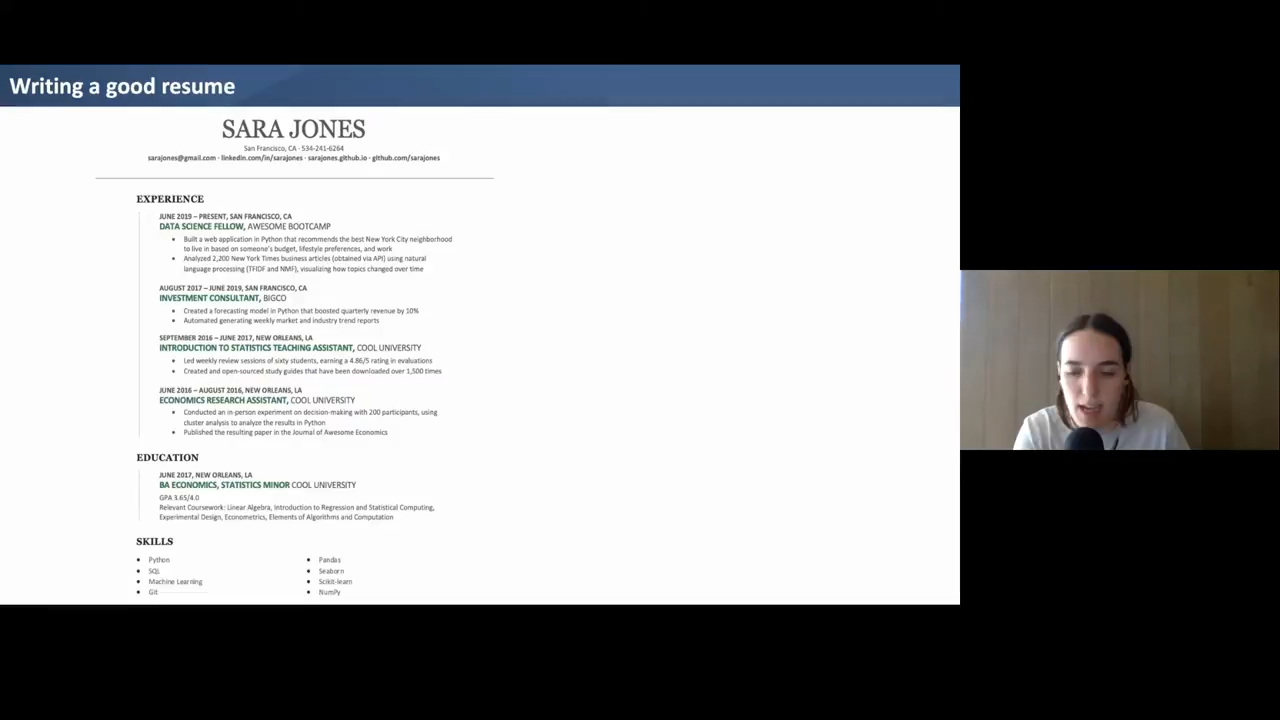 Writing a good resume
SARA JONES
San Francisco, CA · 534-241-6264
sarajones@gmail.com · linkedin.com/in/sarajones · sarajones.github.io · github.com/sarajones
EXPERIENCE
JUNE 2019 – PRESENT, SAN FRANCISCO, CA
DATA SCIENCE FELLOW, AWESOME BOOTCAMP
• Built a web application in Python that recommends the best New York City neighborhood
to live in based on someone's budget, lifestyle preferences, and work
• Analyzed 2,200 New York Times business articles (obtained via API) using natural
language processing (TFIDF and NMF), visualizing how topics changed over time
AUGUST 2017 – JUNE 2019, SAN FRANCISCO, CA
INVESTMENT CONSULTANT, BIGCO
• Created a forecasting model in Python that boosted quarterly revenue by 10%
• Automated generating weekly market and industry trend reports
SEPTEMBER 2016 – JUNE 2017, NEW ORLEANS, LA
INTRODUCTION TO STATISTICS TEACHING ASSISTANT, COOL UNIVERSITY
• Led weekly review sessions of sixty students, earning a 4.86/5 rating in evaluations
• Created and open-sourced study guides that have been downloaded over 1,500 times
JUNE 2016 – AUGUST 2016, NEW ORLEANS, LA
ECONOMICS RESEARCH ASSISTANT, COOL UNIVERSITY
• Conducted an in-person experiment on decision-making with 200 participants, using
cluster analysis to analyze the results in Python
• Published the resulting paper in the Journal of Awesome Economics
EDUCATION
JUNE 2017, NEW ORLEANS, LA
BA ECONOMICS, STATISTICS MINOR COOL UNIVERSITY
GPA 3.65/4.0
Relevant Coursework: Linear Algebra, Introduction to Regression and Statistical Computing,
Experimental Design, Econometrics, Elements of Algorithms and Computation
SKILLS
• Python
• SQL
• Machine Learning
• Git
• Pandas
• Seaborn
• Scikit-learn
• NumPy